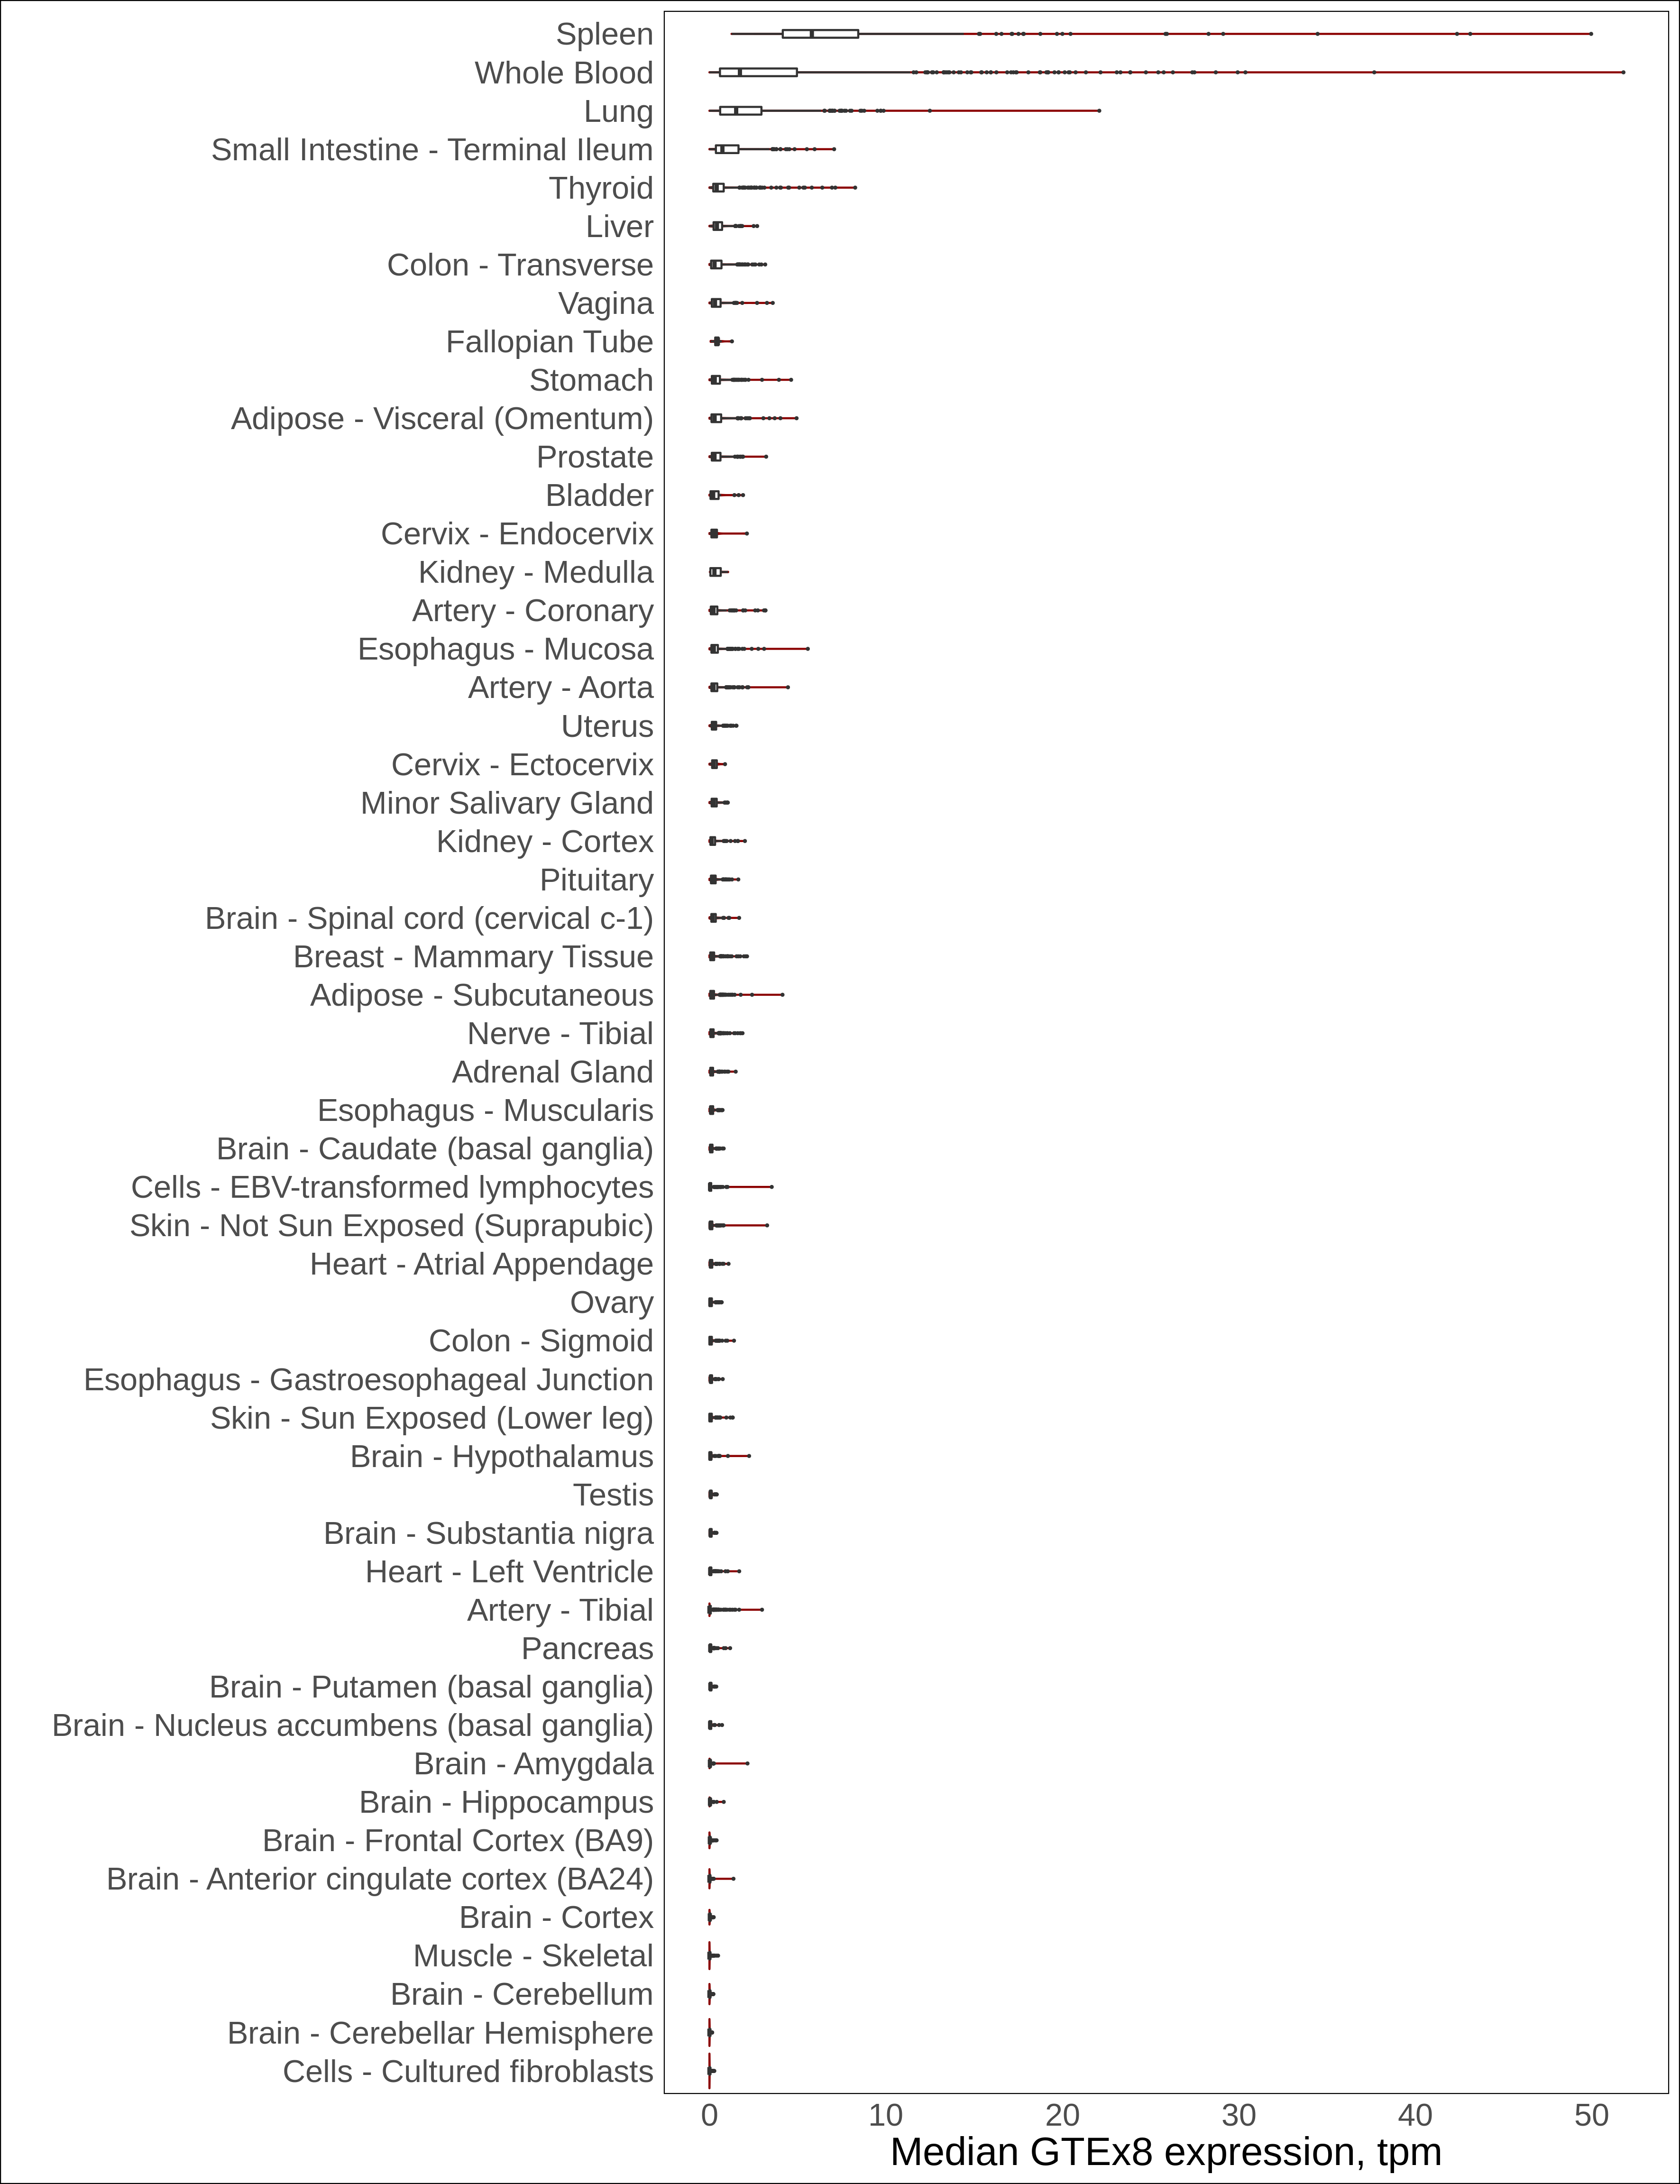 Spleen
Whole Blood
Lung
Small Intestine - Terminal Ileum
Thyroid
Liver
Colon - Transverse
Vagina
Fallopian Tube
Stomach
Adipose - Visceral (Omentum)
Prostate
Bladder
Cervix - Endocervix
Kidney - Medulla
Artery - Coronary
Esophagus - Mucosa
Artery - Aorta
Uterus
Cervix - Ectocervix
Minor Salivary Gland
Kidney - Cortex
Pituitary
Brain - Spinal cord (cervical c-1)
Breast - Mammary Tissue
Adipose - Subcutaneous
Nerve - Tibial
Adrenal Gland
Esophagus - Muscularis
Brain - Caudate (basal ganglia)
Cells - EBV-transformed lymphocytes
Skin - Not Sun Exposed (Suprapubic)
Heart - Atrial Appendage
Ovary
Colon - Sigmoid
Esophagus - Gastroesophageal Junction
Skin - Sun Exposed (Lower leg)
Brain - Hypothalamus
Testis
Brain - Substantia nigra
Heart - Left Ventricle
Artery - Tibial
Pancreas
Brain - Putamen (basal ganglia)
Brain - Nucleus accumbens (basal ganglia)
Brain - Amygdala
Brain - Hippocampus
Brain - Frontal Cortex (BA9)
Brain - Anterior cingulate cortex (BA24)
Brain - Cortex
Muscle - Skeletal
Brain - Cerebellum
Brain - Cerebellar Hemisphere
Cells - Cultured fibroblasts
0 10 20 30 40 50
Median GTEx8 expression, tpm